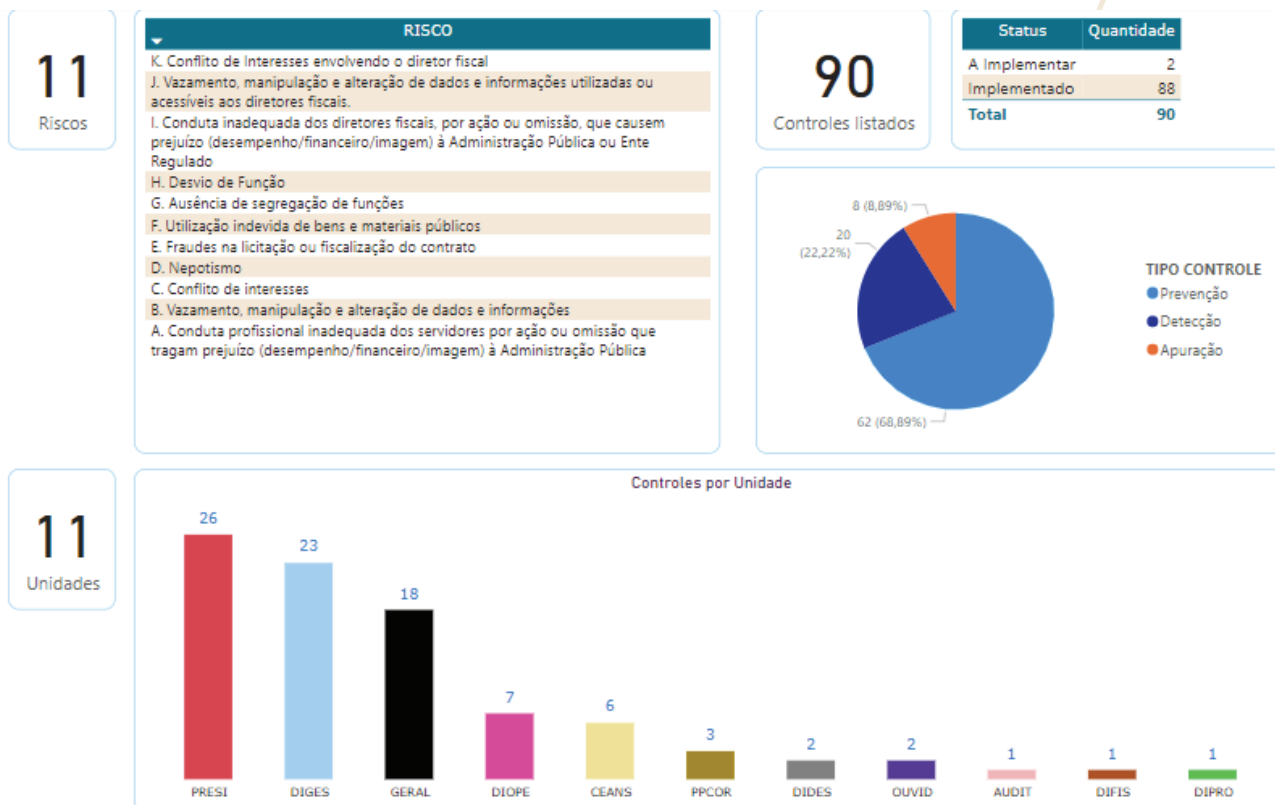 11
Riscos
RISCO
K. Conflito de Interesses envolvendo o diretor fiscal
J. Vazamento, manipulação e alteração de dados e informações utilizadas ou
acessíveis aos diretores fiscais.
I. Conduta inadequada dos diretores fiscais, por ação ou omissão, que causem
prejuízo (desempenho/financeiro/imagem) à Administração Pública ou Ente
Regulado
H. Desvio de Função
G. Ausência de segregação de funções
F. Utilização indevida de bens e materiais públicos
E. Fraudes na licitação ou fiscalização do contrato
D. Nepotismo
C. Conflito de interesses
B. Vazamento, manipulação e alteração de dados e informações
A. Conduta profissional inadequada dos servidores por ação ou omissão que
tragam prejuízo (desempenho/financeiro/imagem) à Administração Pública
90
Controles listados
Status Quantidade
A Implementar 2
Implementado 88
Total 90
8 (8,89%)
20
(22,22%)
62 (68,89%)
TIPO CONTROLE
Prevenção
Detecção
Apuração
11
Unidades
Controles por Unidade
26
23
18
7
6
3
2
2
1
1
1
PRESI DIGES GERAL DIOPE CEANS PPCOR DIDES OUVID AUDIT DIFIS DIPRO